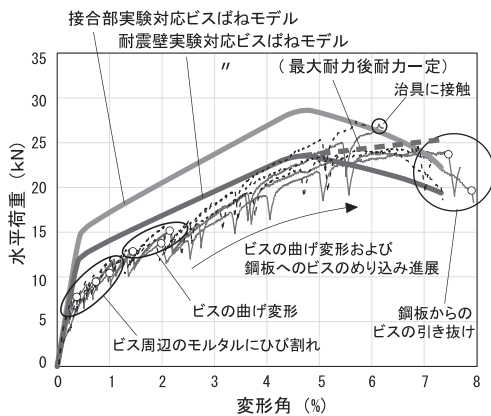 接合部実験対応ビスばねモデル
耐震壁実験対応ビスばねモデル
〃 (最大耐力後耐力一定)
治具に接触
35
30
25
20
15
10
5
0
水平荷重 (kN)
ビスの曲げ変形および
鋼板へのビスのめり込み進展
ビスの曲げ変形
ビス周辺のモルタルにひび割れ
鋼板からの
ビスの引き抜け
0 1 2 3 4 5 6 7 8
変形角 (%)